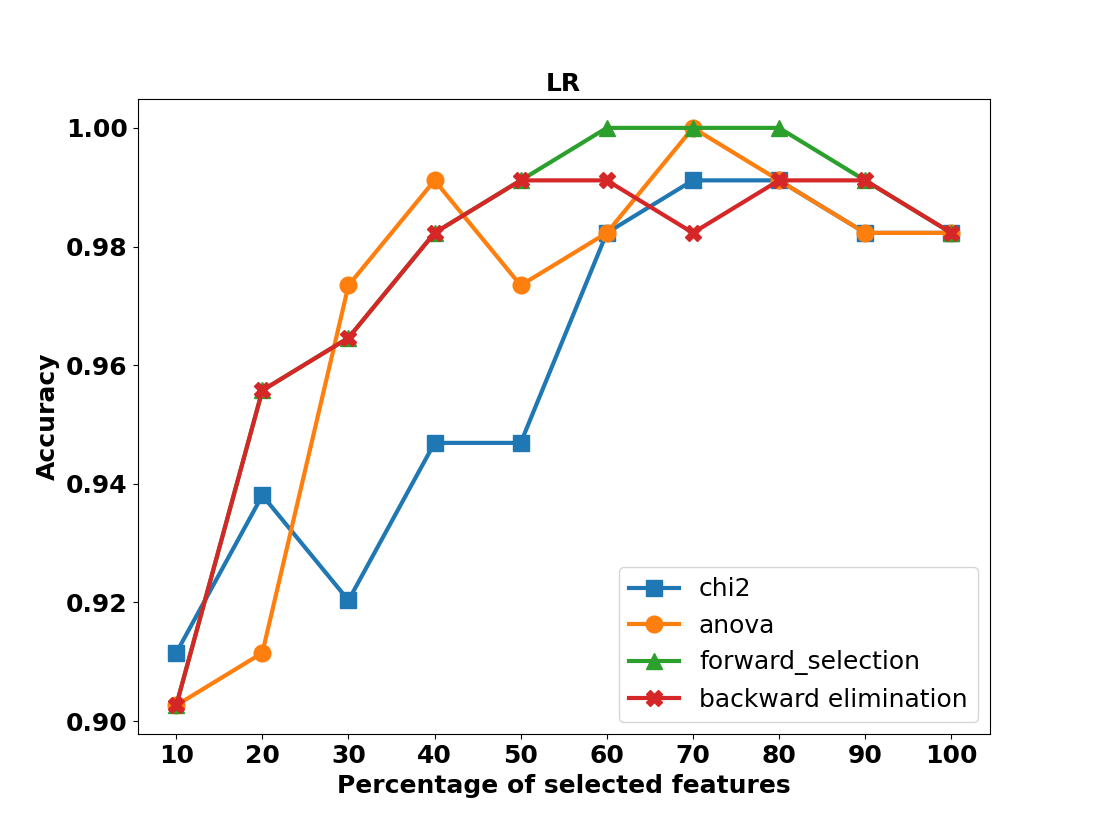 LR
1.00
0.98
0.96
0.94
0.92
0.90
Accuracy
10 20 30 40 50 60 70 80 90 100
Percentage of selected features
chi2
anova
forward_selection
backward elimination